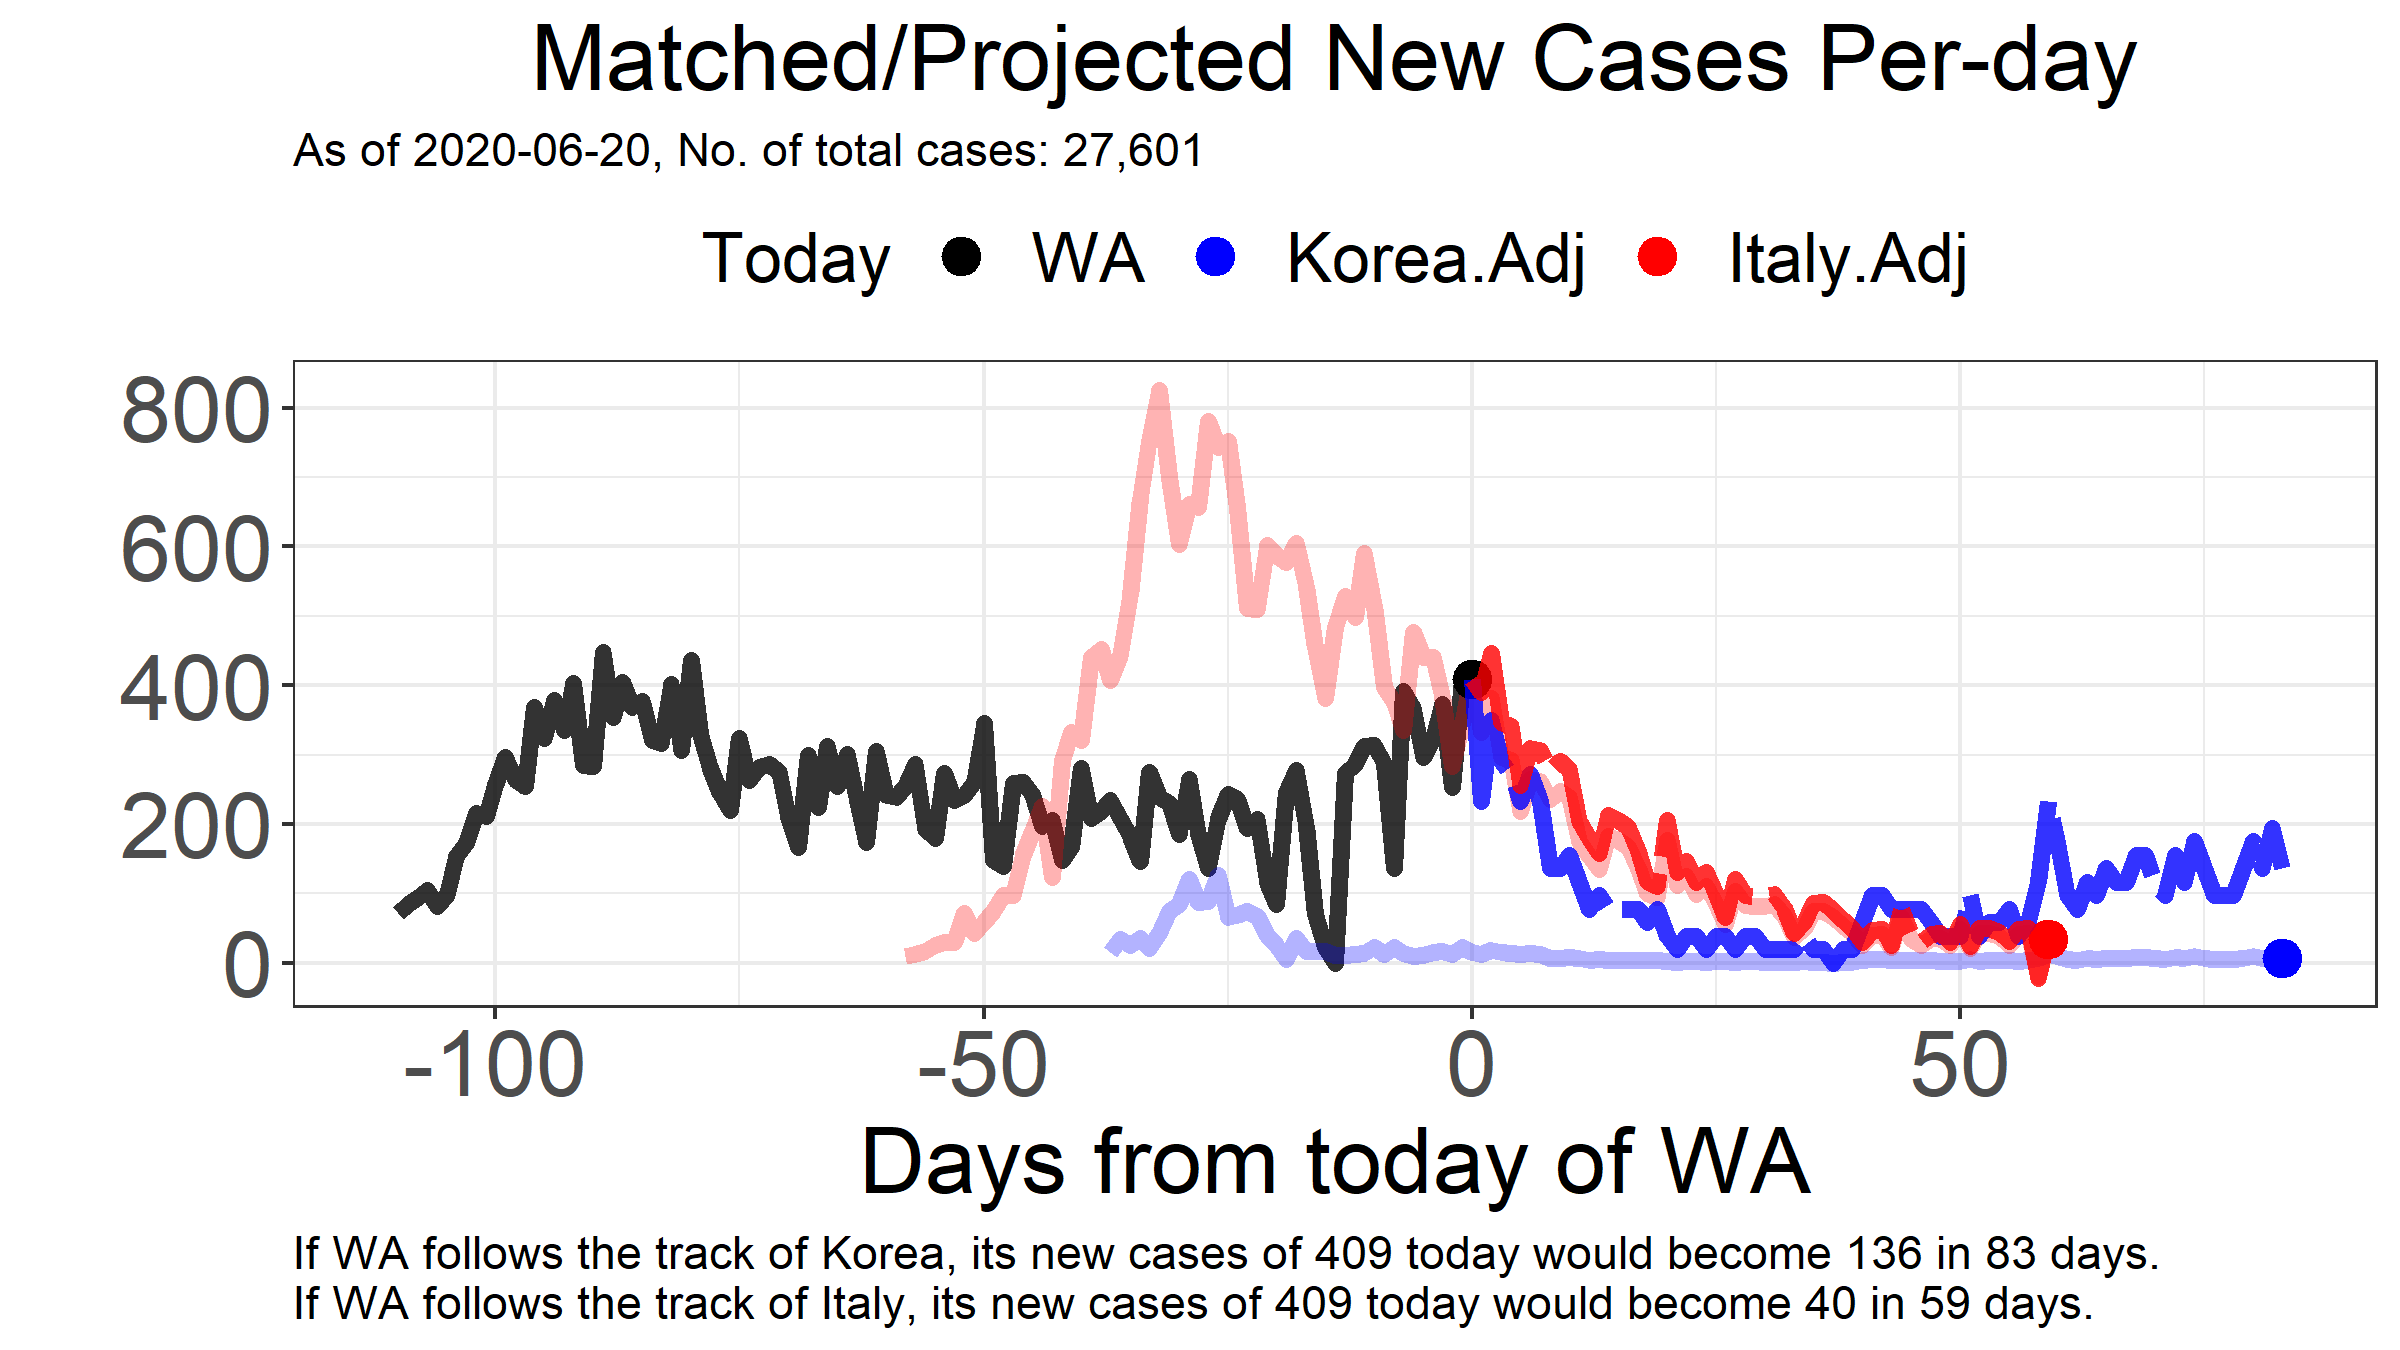 Matched/Projected New Cases Per-day
As of 2020-06-20, No. of total cases: 27,601
Today WA Korea.Adj Italy.Adj
800
600
400
200
0
-100 -50 0 50
Days from today of WA
If WA follows the track of Korea, its new cases of 409 today would become 136 in 83 days.
If WA follows the track of Italy, its new cases of 409 today would become 40 in 59 days.